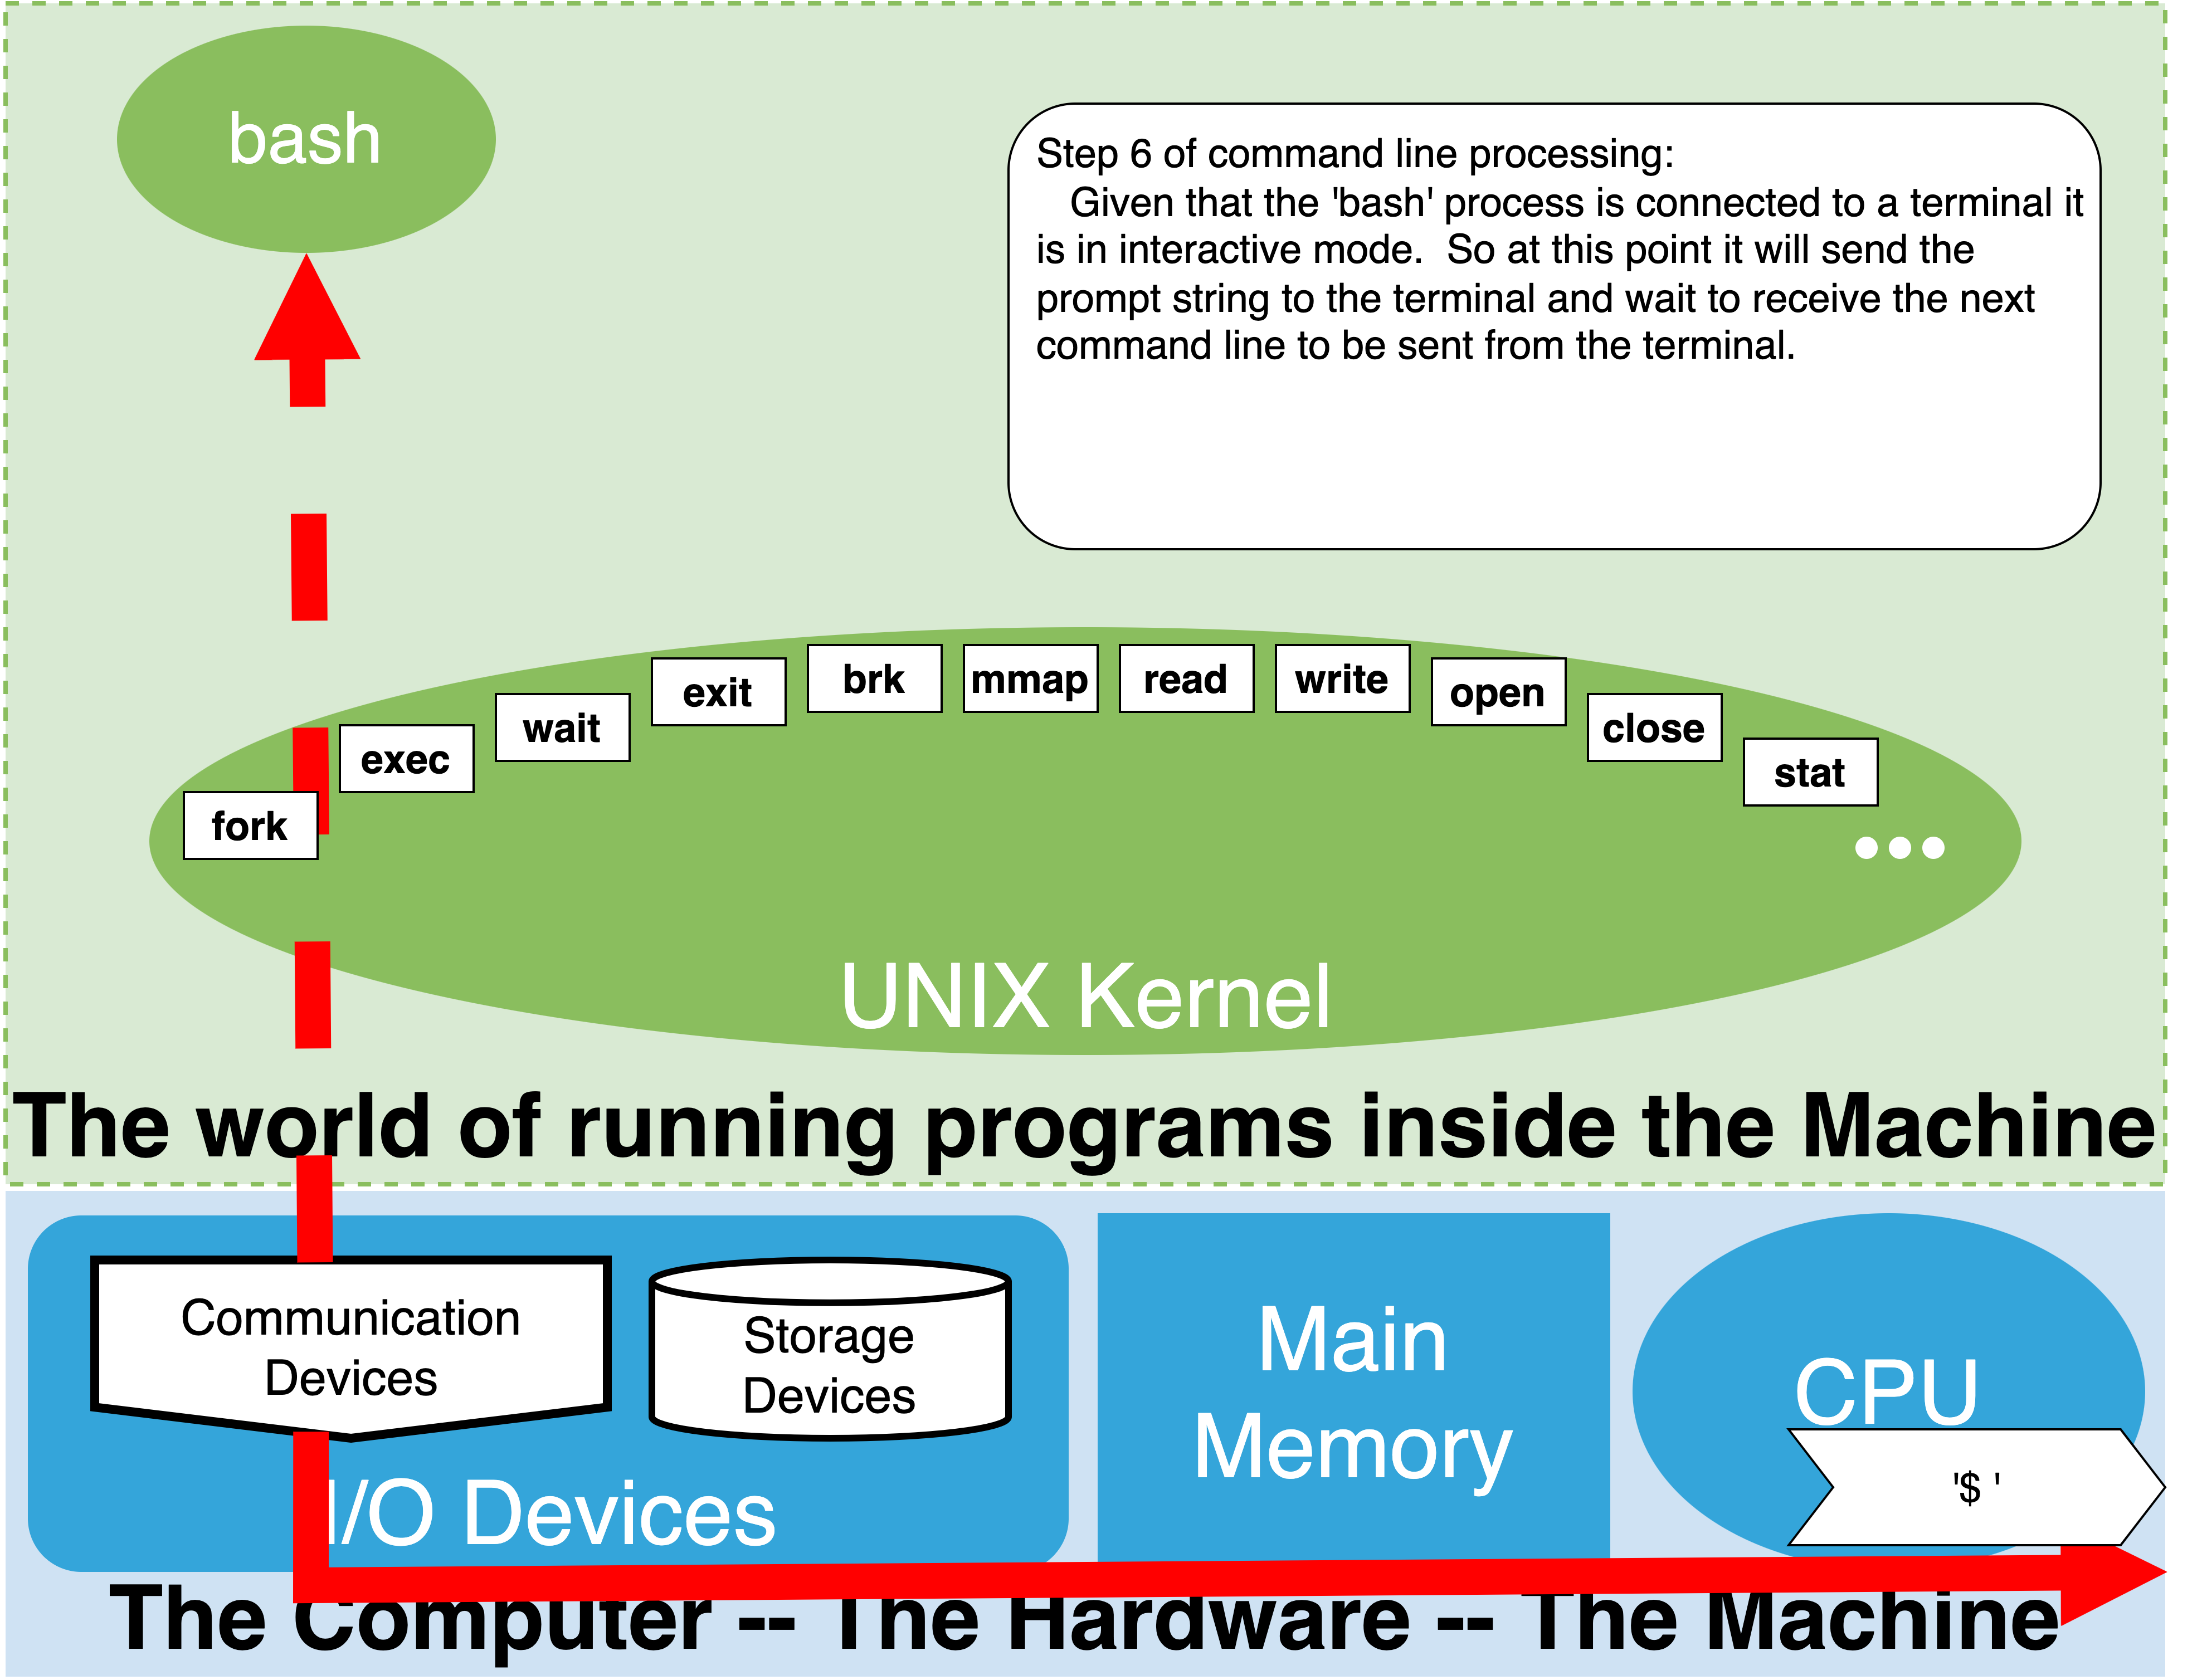 bash
Step 6 of command line processing:
Given that the 'bash' process is connected to a terminal it
is in interactive mode.  So at this point it will send the
prompt string to the terminal and wait to receive the next
command line to be sent from the terminal.
fork
exec
wait
exit
brk
mmap
read
write
open
close
stat
...
UNIX Kernel
The world of running programs inside the Machine
Communication
Devices
Storage
Devices
I/O Devices
Main
Memory
CPU
'$ '
The Computer -- The Hardware -- The Machine